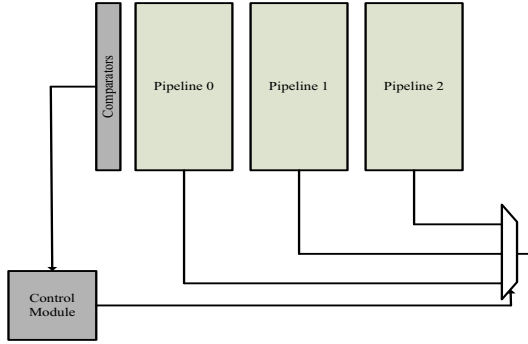 Comparators
Pipeline 0
Pipeline 1
Pipeline 2
Control
Module